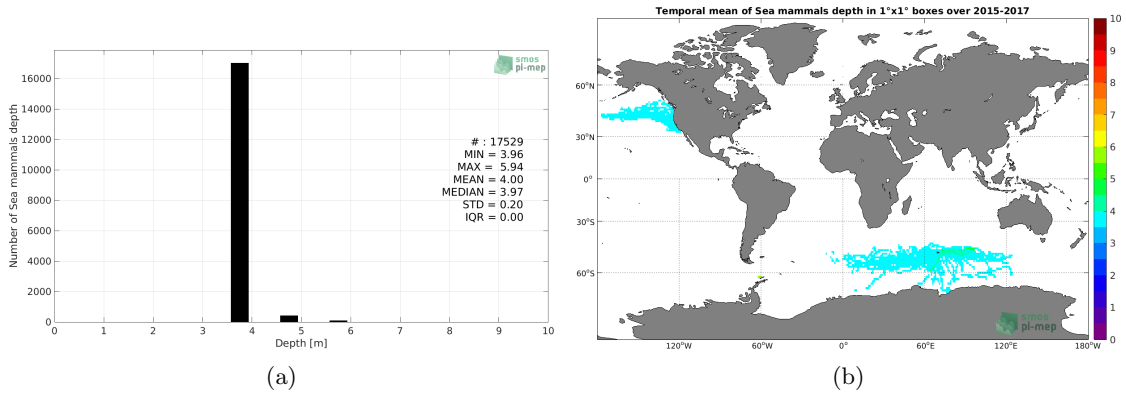 smos
pi-mep
16000
14000
12000
10000
8000
6000
4000
2000
0
Number of Sea mammals depth
# : 17529
MIN = 3.96
MAX = 5.94
MEAN = 4.00
MEDIAN = 3.97
STD = 0.20
IQR = 0.00
0 1 2 3 4 5 6 7 8 9 10
Depth [m]
(a)
Temporal mean of Sea mammals depth in 1°x1° boxes over 2015-2017
60°N
30°N
0°
30°S
60°S
120°W 60°W 0° 60°E 120°E 180°W
smos
pi-mep
10
9
8
7
6
5
4
3
2
1
0
(b)